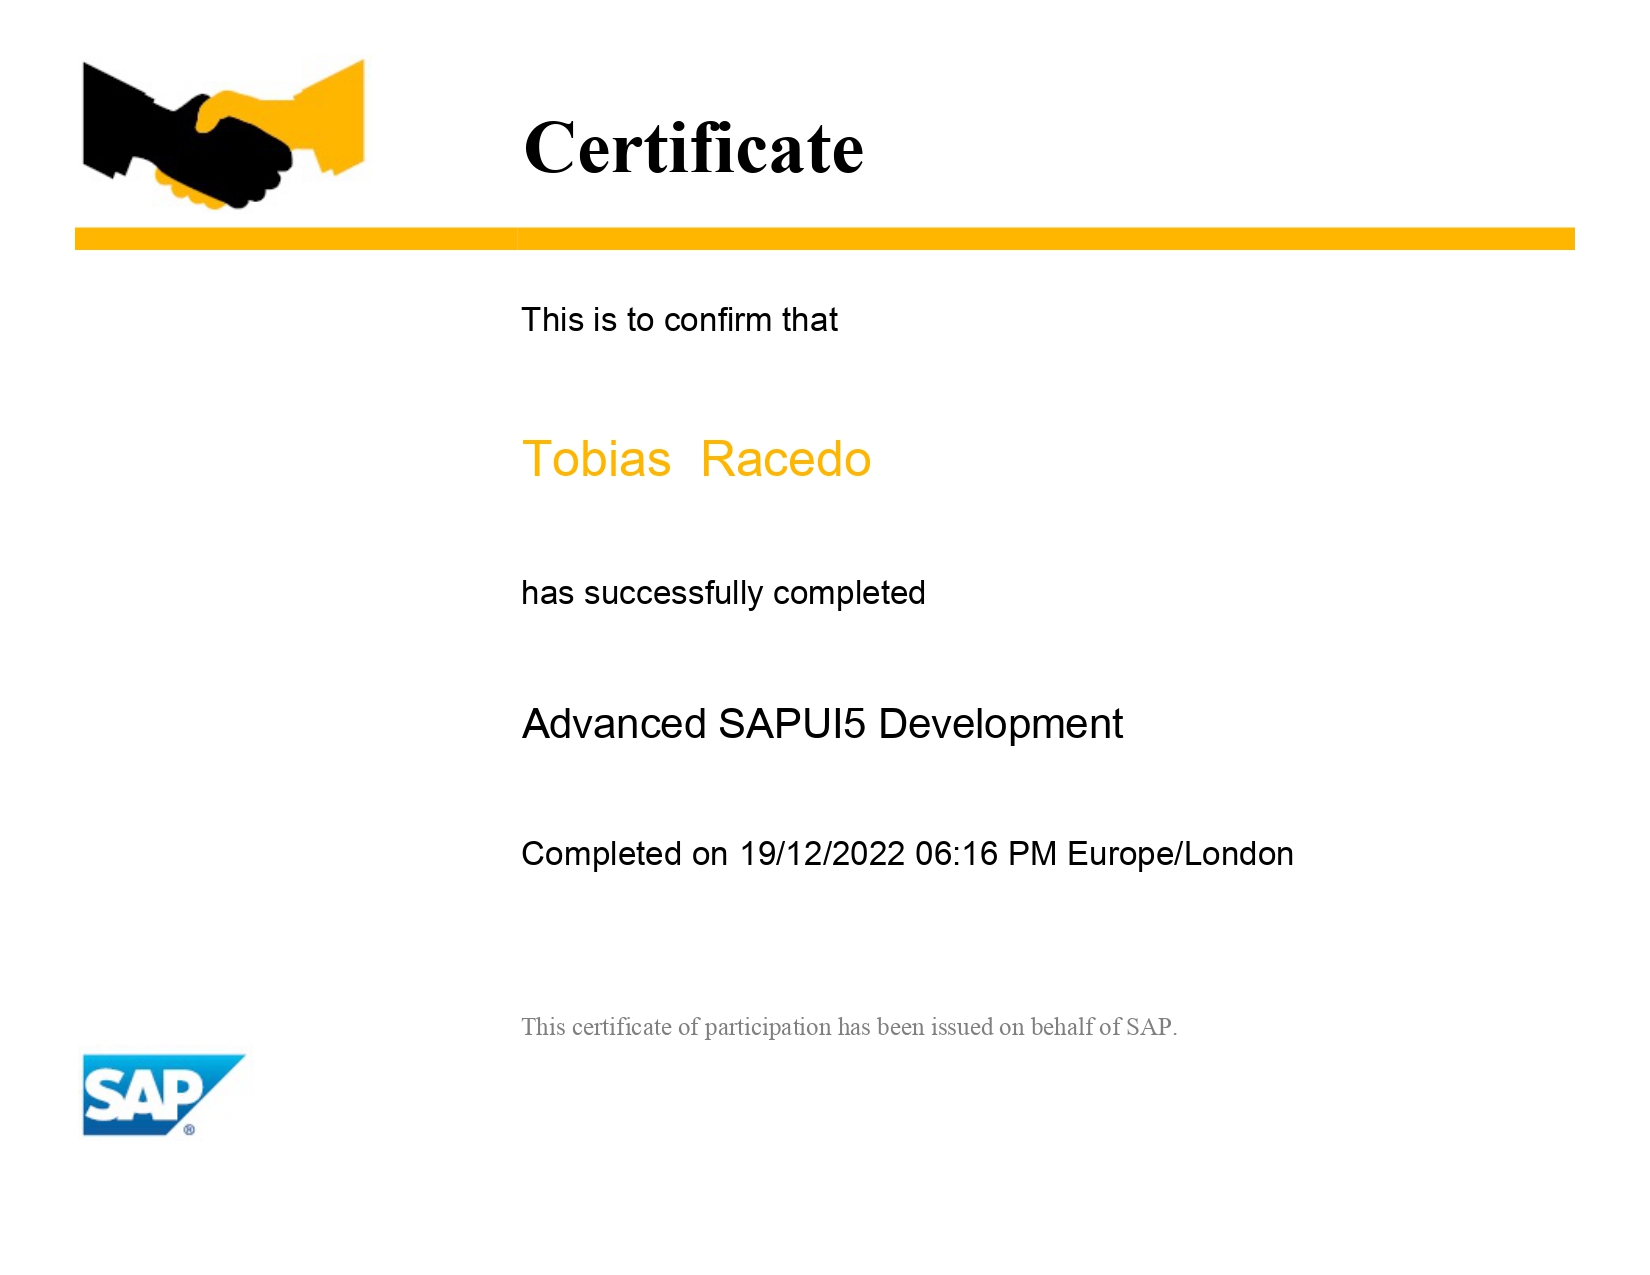 Certificate
This is to confirm that
Tobias  Racedo
has successfully completed
Advanced SAPUI5 Development
Completed on 19/12/2022 06:16 PM Europe/London
This certificate of participation has been issued on behalf of SAP.
SAP®